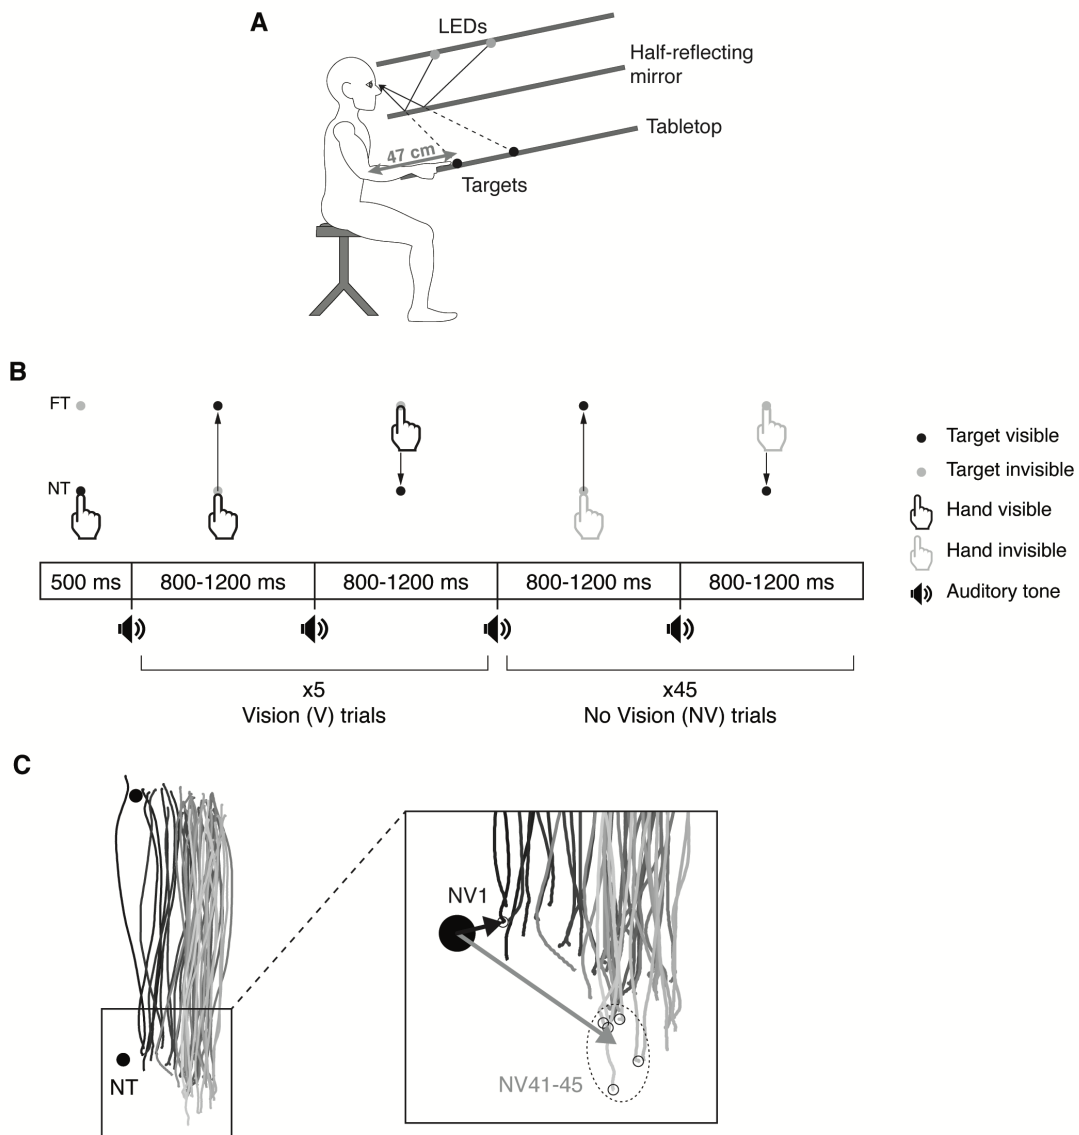 A
LEDs
Half-reflecting
mirror
Tabletop
47 cm
Targets
B
FT
NT
Target visible
Target invisible
Hand visible
Hand invisible
Auditory tone
500 ms
800-1200 ms
800-1200 ms
800-1200 ms
800-1200 ms
x5
Vision (V) trials
x45
No Vision (NV) trials
C
NT
NV1
NV41-45